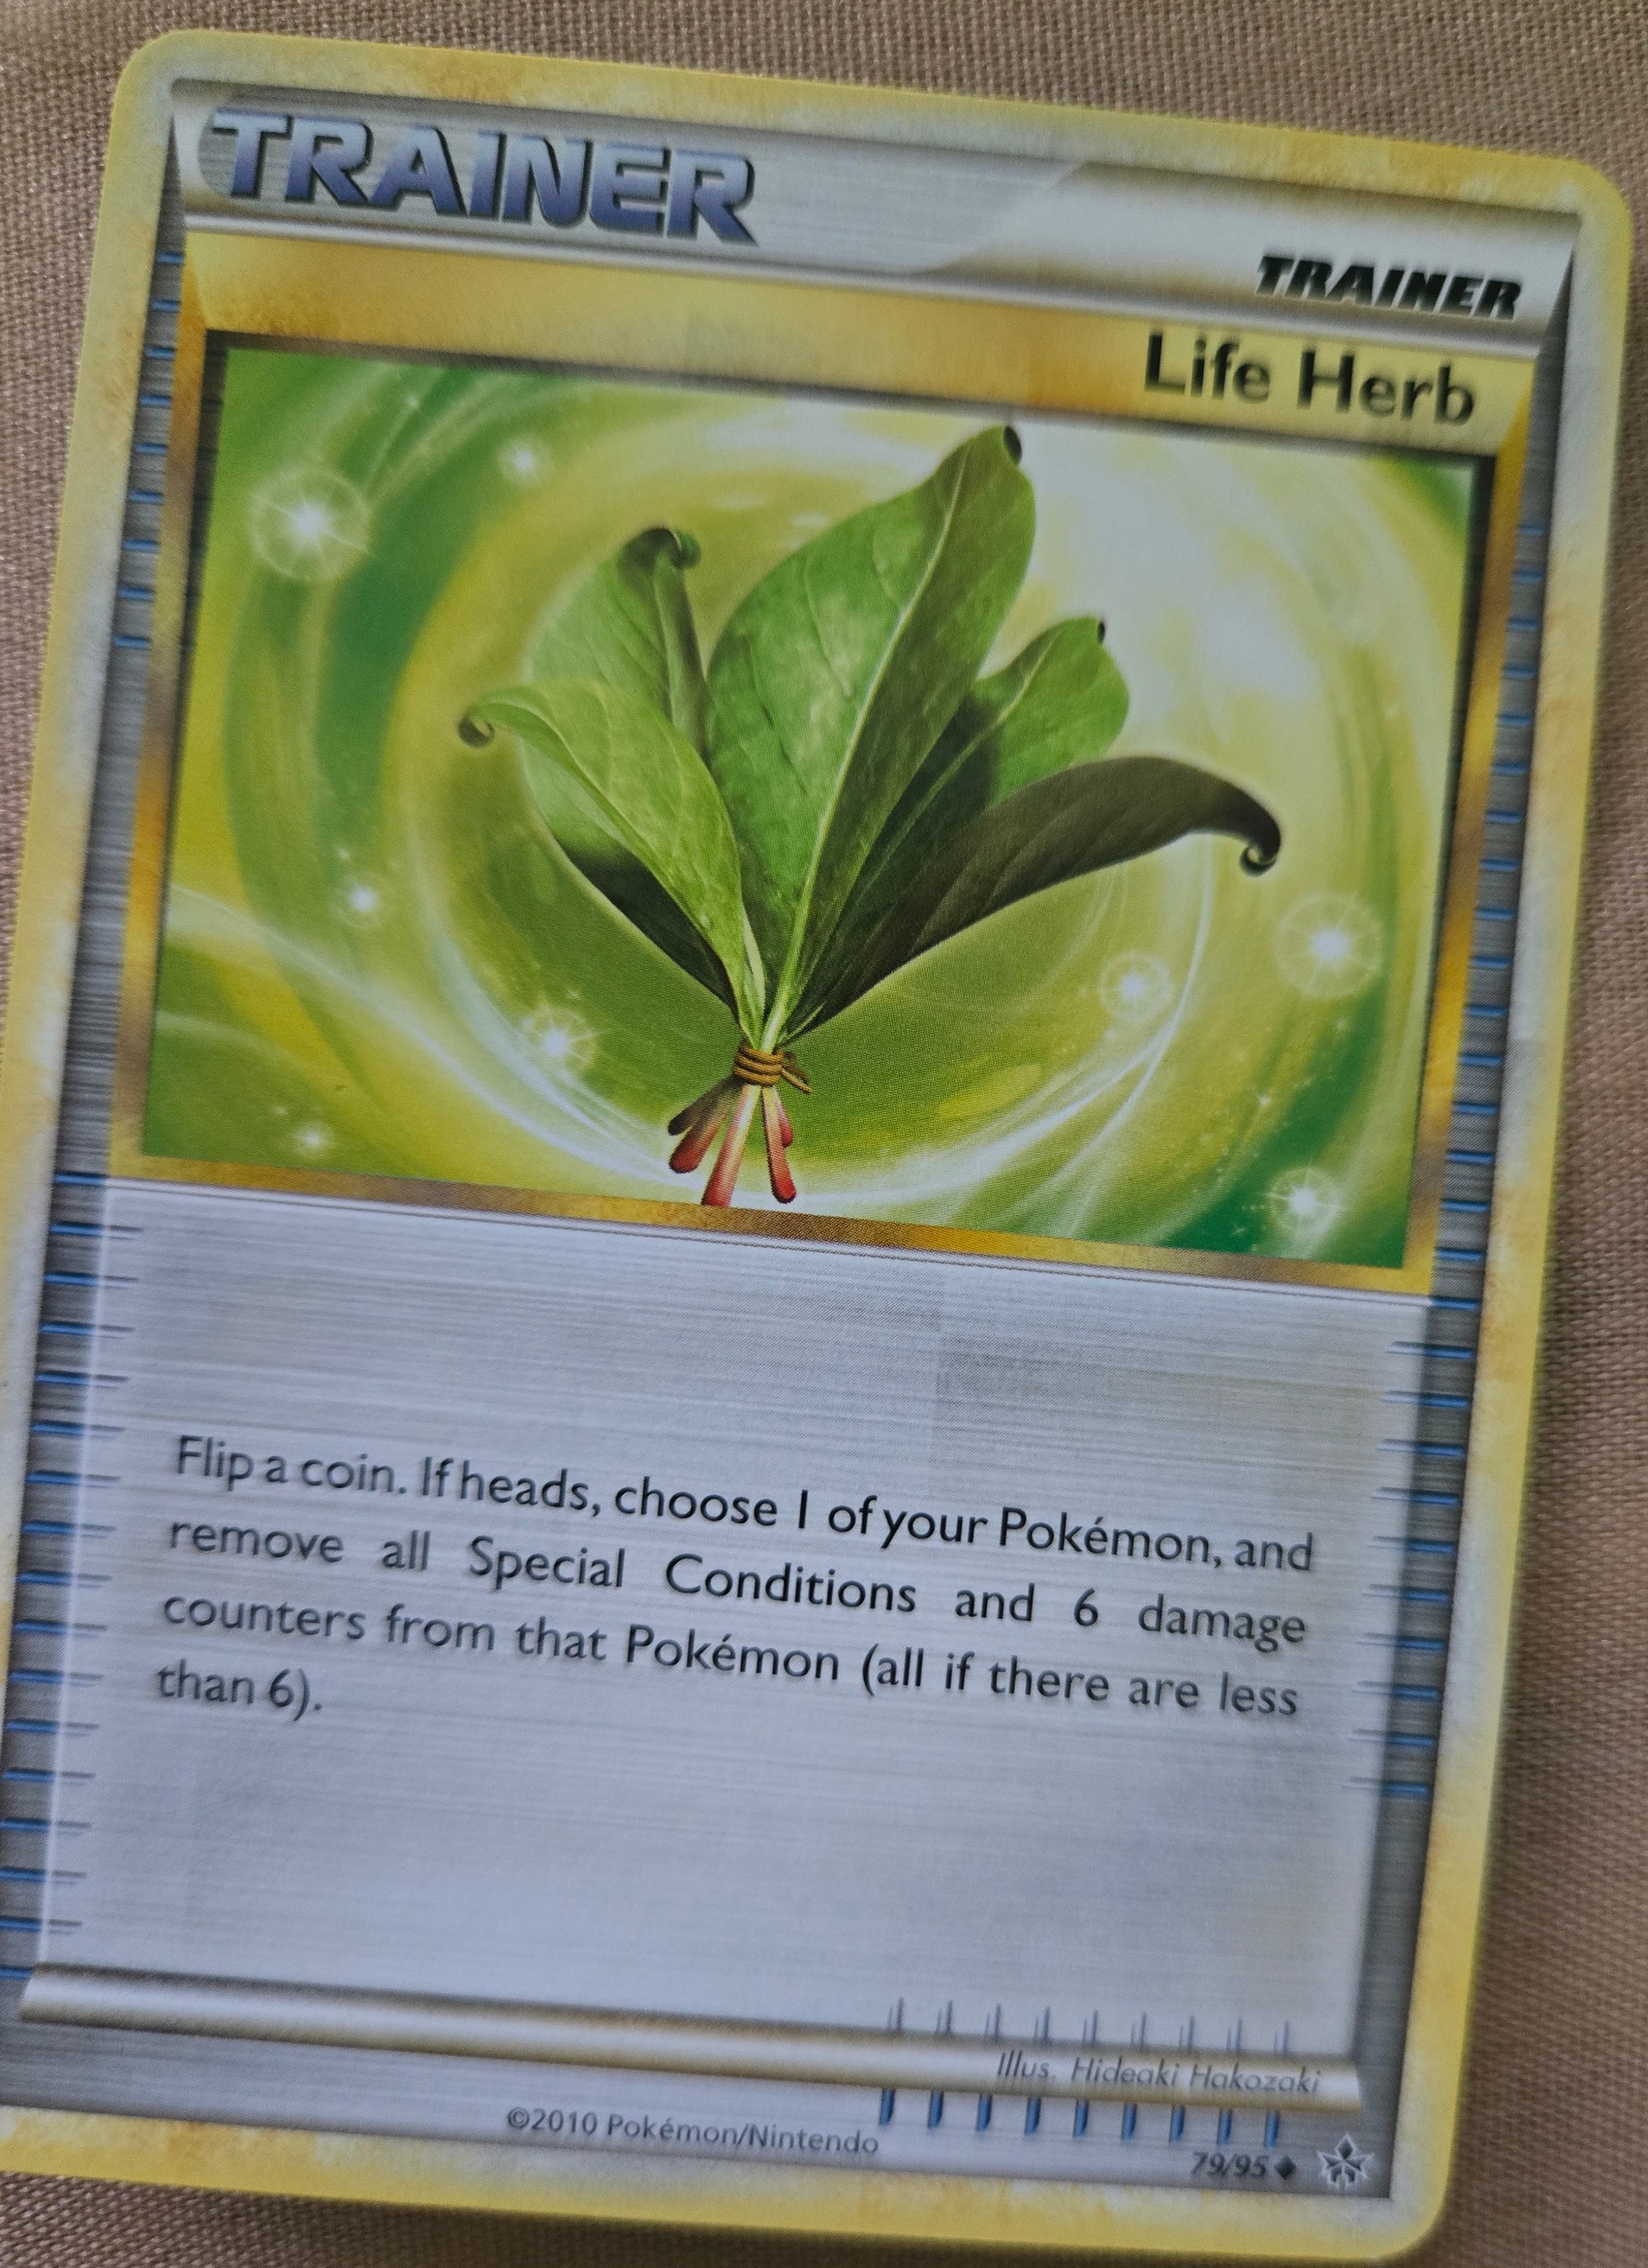 TRAINER
TRAINER
Life Herb
Flip a coin. If heads, choose 1 of your Pokémon, and
remove all Special Conditions and 6 damage
counters from that Pokémon (all if there are less
than 6).
Illus. Hideaki Hakozaki
©2010 Pokémon/Nintendo
79/95